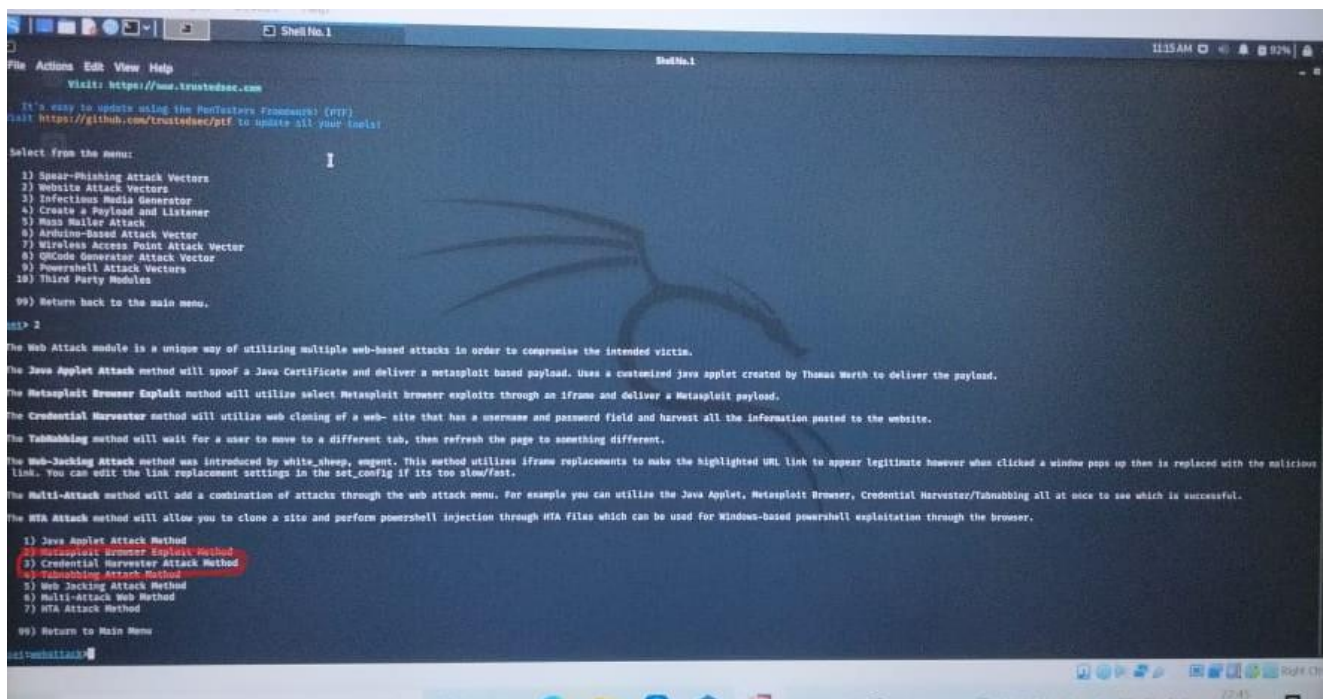 Shell No. 1
11:15 AM
92%
Shell No. 1
File Actions Edit View Help
Visit: https://www.trustedsec.com
It's easy to update using the PenTesters Framework! (PTF)
Visit https://github.com/trustedsec/ptf to update all your tools!
Select from the menu:
1) Spear-Phishing Attack Vectors
2) Website Attack Vectors
3) Infectious Media Generator
4) Create a Payload and Listener
5) Mass Mailer Attack
6) Arduino-Based Attack Vector
7) Wireless Access Point Attack Vector
8) QRCode Generator Attack Vector
9) Powershell Attack Vectors
10) Third Party Modules
99) Return back to the main menu.
set> 2
The Web Attack module is a unique way of utilizing multiple web-based attacks in order to compromise the intended victim.
The Java Applet Attack method will spoof a Java Certificate and deliver a metasploit based payload. Uses a customized java applet created by Thomas Werth to deliver the payload.
The Metasploit Browser Exploit method will utilize select Metasploit browser exploits through an iframe and deliver a Metasploit payload.
The Credential Harvester method will utilize web cloning of a web- site that has a username and password field and harvest all the information posted to the website.
The TabNabbing method will wait for a user to move to a different tab, then refresh the page to something different.
The Web-Jacking Attack method was introduced by white_sheep, emgent. This method utilizes iframe replacements to make the highlighted URL link to appear legitimate however when clicked a window pops up then is replaced with the malicious
link. You can edit the link replacement settings in the set_config if its too slow/fast.
The Multi-Attack method will add a combination of attacks through the web attack menu. For example you can utilize the Java Applet, Metasploit Browser, Credential Harvester/Tabnabbing all at once to see which is successful.
The HTA Attack method will allow you to clone a site and perform powershell injection through HTA files which can be used for Windows-based powershell exploitation through the browser.
1) Java Applet Attack Method
2) Metasploit Browser Exploit Method
3) Credential Harvester Attack Method
4) Tabnabbing Attack Method
5) Web Jacking Attack Method
6) Multi-Attack Web Method
7) HTA Attack Method
99) Return to Main Menu
set:webattack>
Right Ctrl